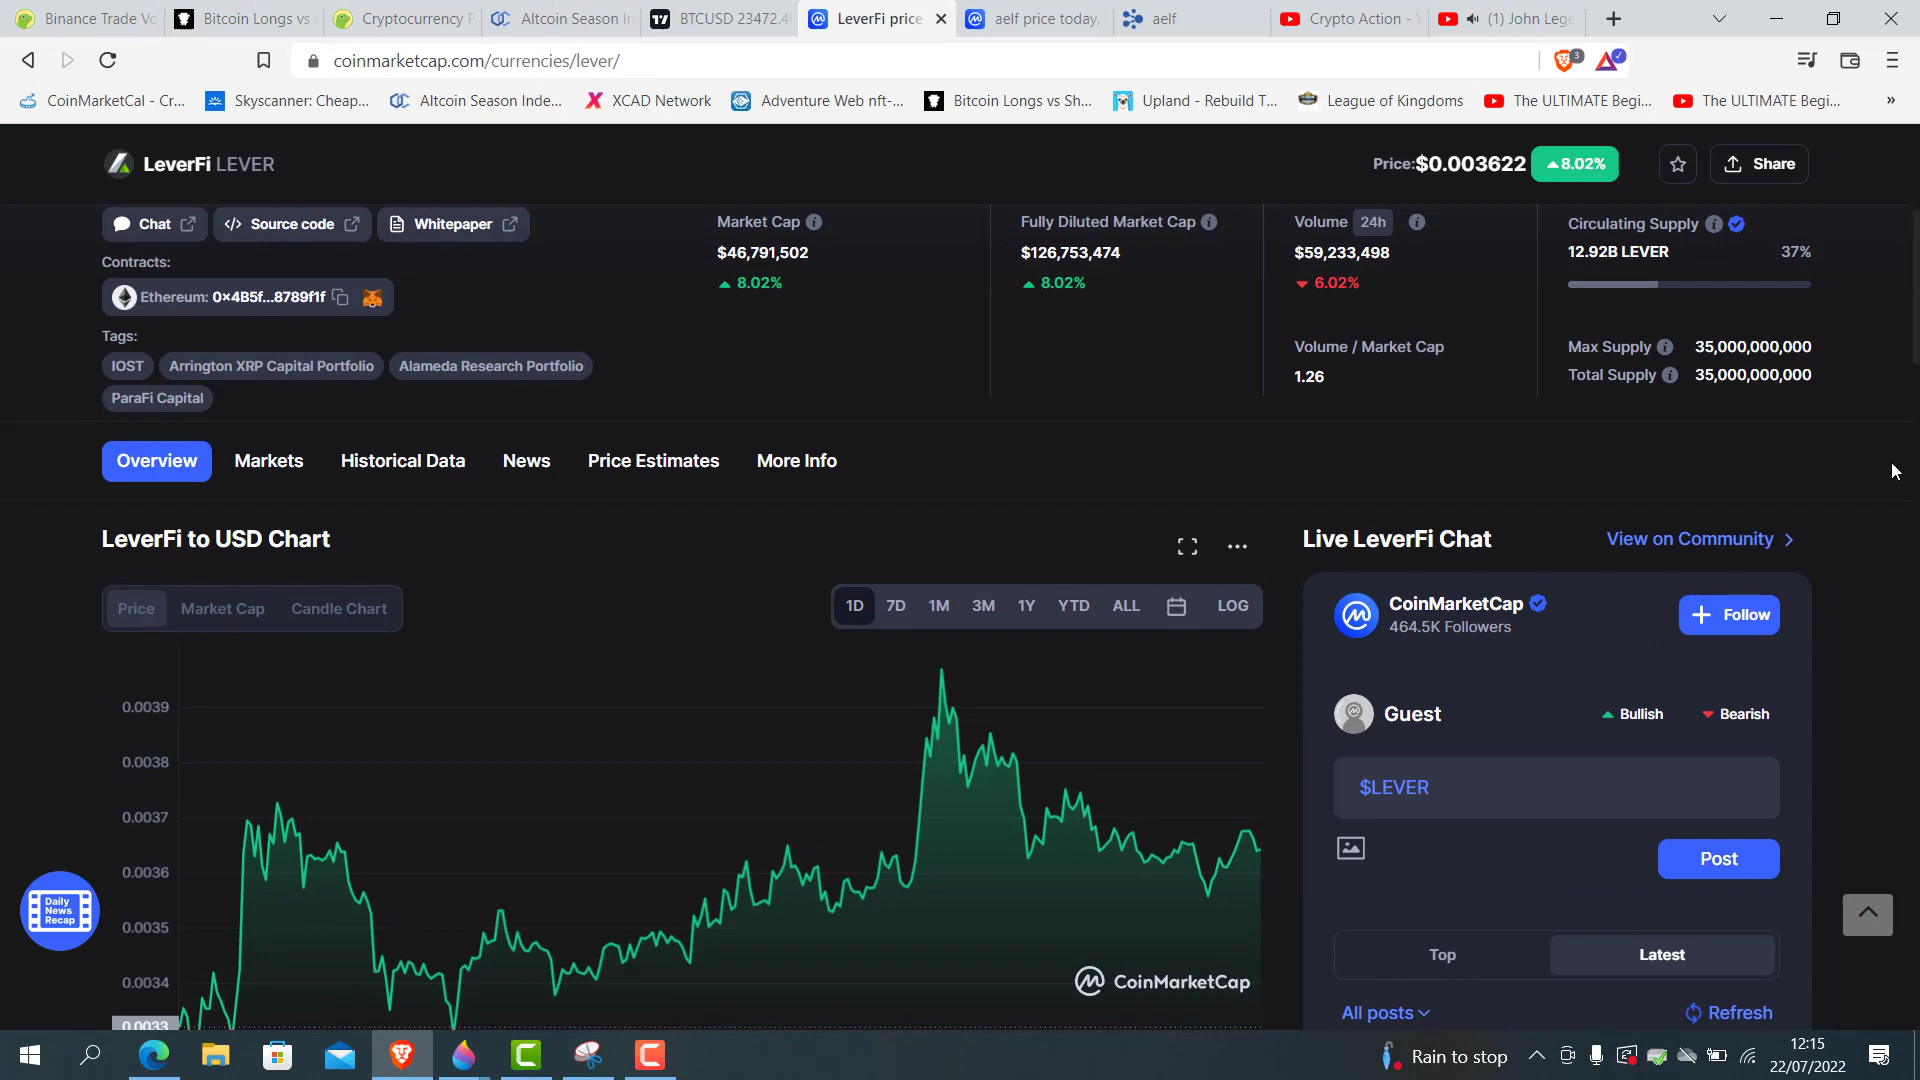 Binance Trade Vo
Bitcoin Longs vs
Cryptocurrency P
Altcoin Season In
BTCUSD 23472.4
LeverFi price
aelf price today,
aelf
Crypto Action -
(1) John Lege
coinmarketcap.com/currencies/lever/
3
CoinMarketCal - Cr...
Skyscanner: Cheap...
Altcoin Season Inde...
XCAD Network
Adventure Web nft-...
Bitcoin Longs vs Sh...
Upland - Rebuild T...
League of Kingdoms
The ULTIMATE Begi...
The ULTIMATE Begi...
LeverFi LEVER
Price:$0.003622
8.02%
Share
Chat
Source code
Whitepaper
Contracts:
Ethereum: 0x4B5f...8789f1f
Tags:
IOST
Arrington XRP Capital Portfolio
Alameda Research Portfolio
ParaFi Capital
Market Cap
$46,791,502
8.02%
Fully Diluted Market Cap
$126,753,474
8.02%
Volume 24h
$59,233,498
6.02%
Volume / Market Cap
1.26
Circulating Supply
12.92B LEVER 37%
Max Supply 35,000,000,000
Total Supply 35,000,000,000
Overview
Markets
Historical Data
News
Price Estimates
More Info
LeverFi to USD Chart
Price
Market Cap
Candle Chart
1D
7D
1M
3M
1Y
YTD
ALL
LOG
0.0039
0.0038
0.0037
0.0036
0.0035
0.0034
0.0033
CoinMarketCap
Daily
News
Recap
Live LeverFi Chat
View on Community
CoinMarketCap
464.5K Followers
Follow
Guest
Bullish
Bearish
$LEVER
Post
Top
Latest
All posts
Refresh
Rain to stop
12:15
22/07/2022